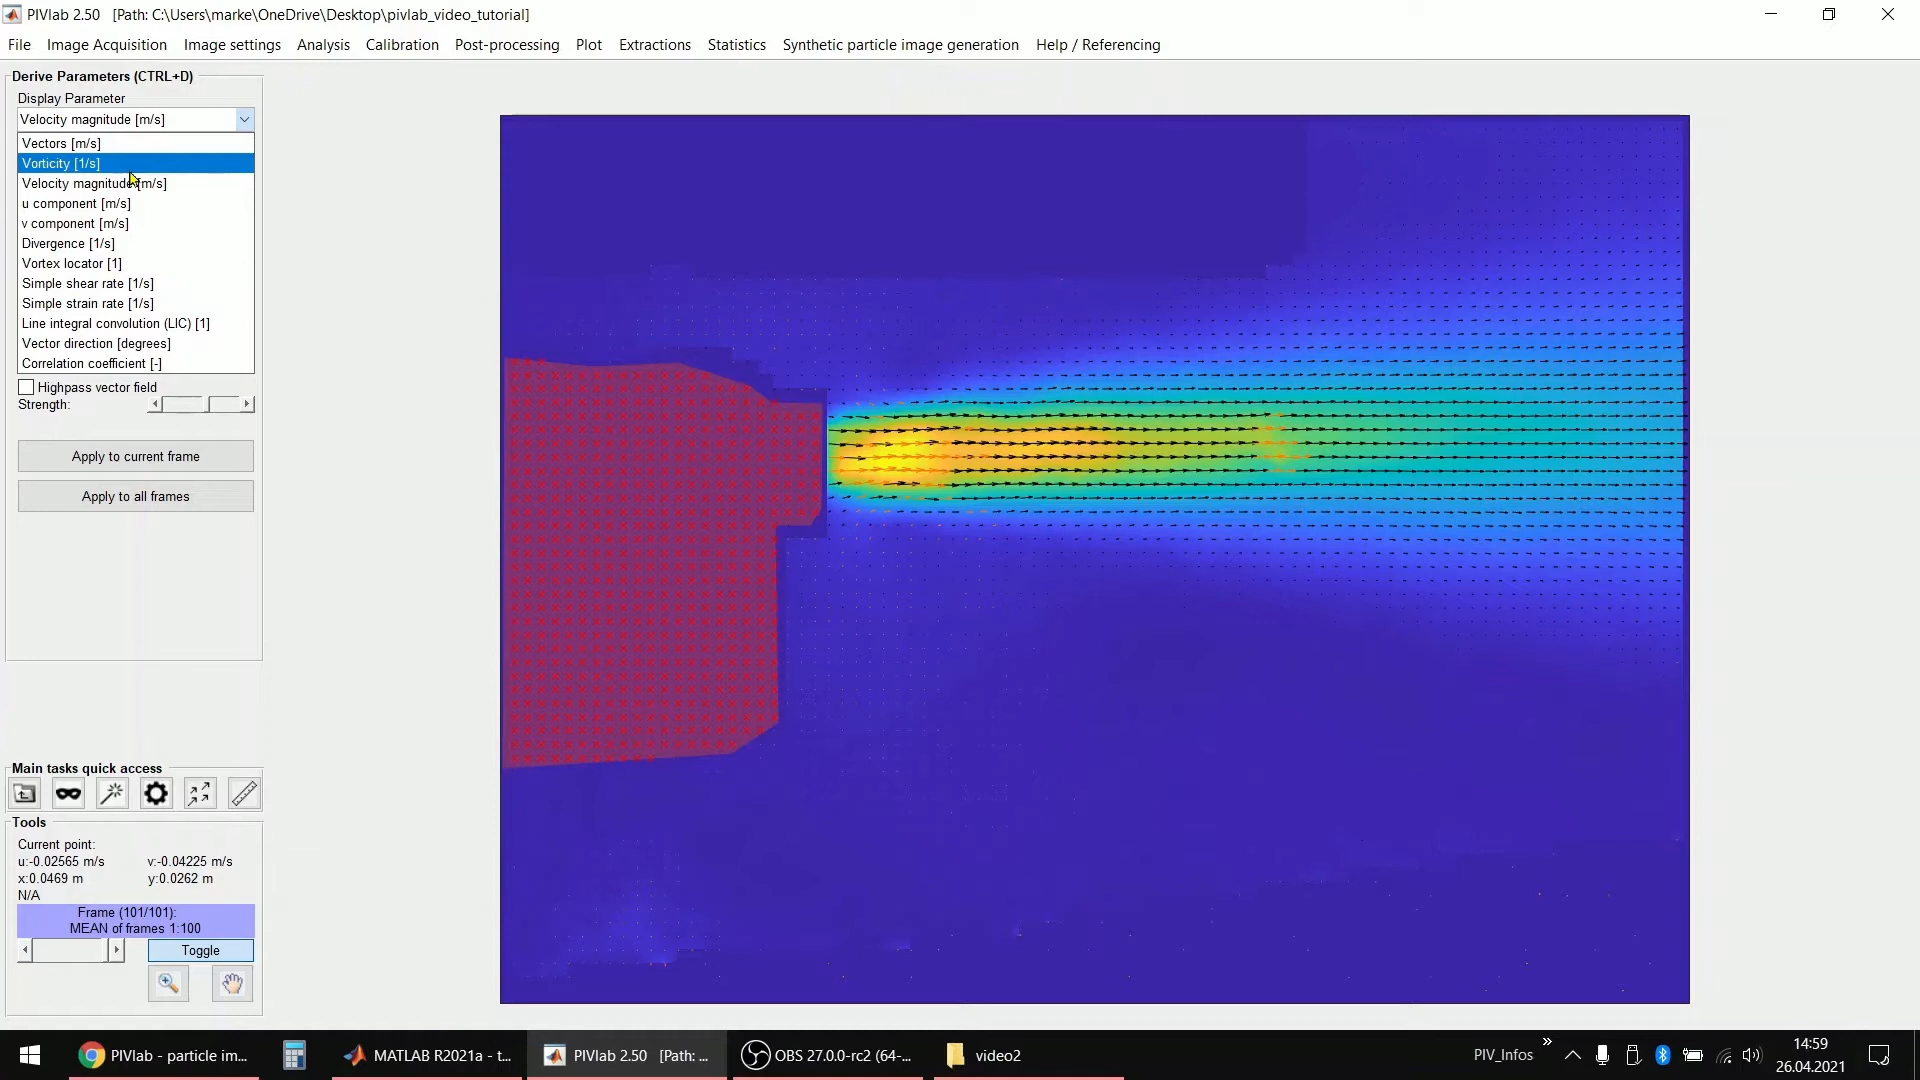 PIVlab 2.50   [Path: C:\Users\marke\OneDrive\Desktop\pivlab_video_tutorial]
File Image Acquisition Image settings Analysis Calibration Post-processing Plot Extractions Statistics Synthetic particle image generation Help / Referencing
Derive Parameters (CTRL+D)
Display Parameter
Velocity magnitude [m/s]
Vectors [m/s]
Vorticity [1/s]
Velocity magnitude [m/s]
u component [m/s]
v component [m/s]
Divergence [1/s]
Vortex locator [1]
Simple shear rate [1/s]
Simple strain rate [1/s]
Line integral convolution (LIC) [1]
Vector direction [degrees]
Correlation coefficient [-]
Highpass vector field
Strength:
Apply to current frame
Apply to all frames
Main tasks quick access
Tools
Current point:
u:-0.02565 m/s v:-0.04225 m/s
x:0.0469 m y:0.0262 m
N/A
Frame (101/101):
MEAN of frames 1:100
Toggle
PIVlab - particle im... MATLAB R2021a - t... PIVlab 2.50   [Path: ... OBS 27.0.0-rc2 (64-... video2 PIV_Infos 14:59
26.04.2021